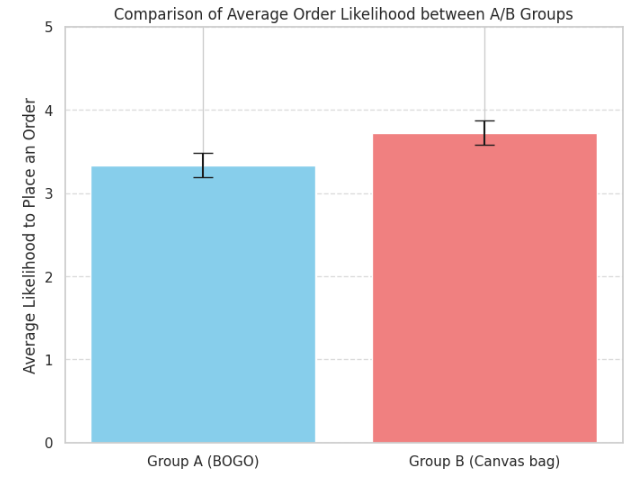 Comparison of Average Order Likelihood between A/B Groups
Average Likelihood to Place an Order
5
4
3
2
1
0
Group A (BOGO)
Group B (Canvas bag)